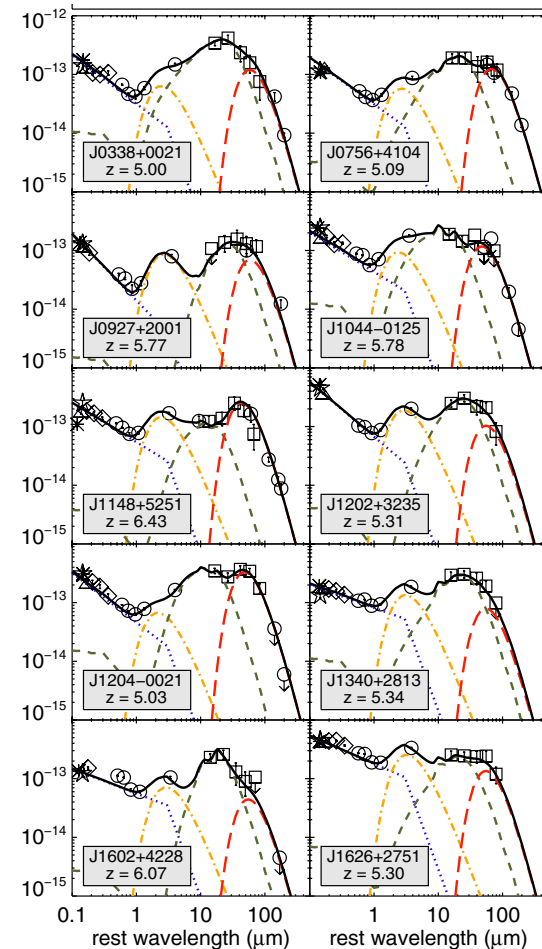 10⁻¹²
10⁻¹³
10⁻¹⁴
10⁻¹⁵
J0338+0021
z = 5.00
J0756+4104
z = 5.09
10⁻¹³
10⁻¹⁴
10⁻¹⁵
J0927+2001
z = 5.77
J1044−0125
z = 5.78
10⁻¹³
10⁻¹⁴
10⁻¹⁵
J1148+5251
z = 6.43
J1202+3235
z = 5.31
10⁻¹³
10⁻¹⁴
10⁻¹⁵
J1204−0021
z = 5.03
J1340+2813
z = 5.34
10⁻¹³
10⁻¹⁴
10⁻¹⁵
J1602+4228
z = 6.07
J1626+2751
z = 5.30
0.1 1 10 100 1 10 100
rest wavelength (μm) rest wavelength (μm)